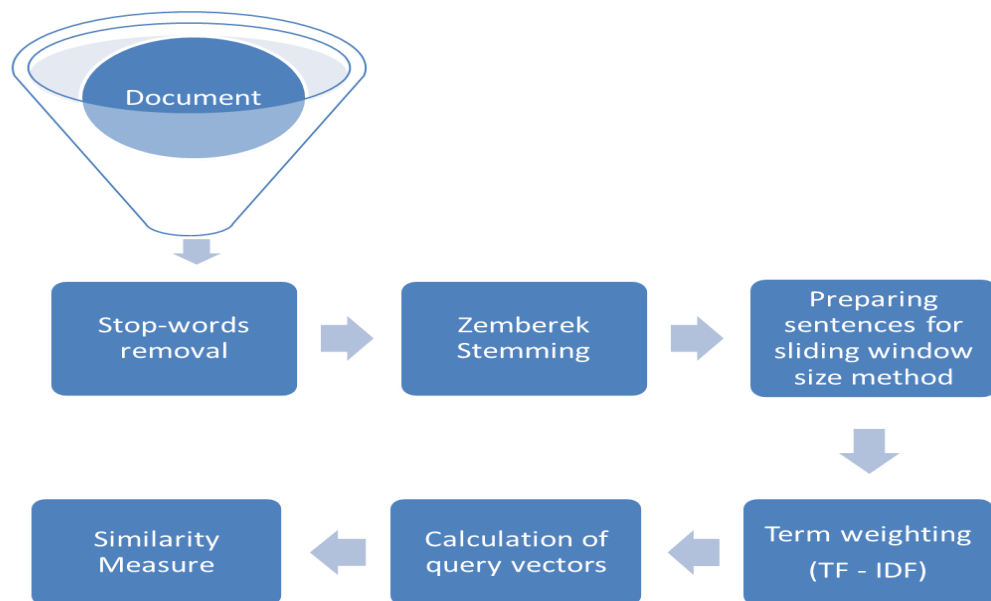 Document
Stop-words
removal
Zemberek
Stemming
Preparing
sentences for
sliding window
size method
Term weighting
(TF - IDF)
Calculation of
query vectors
Similarity
Measure